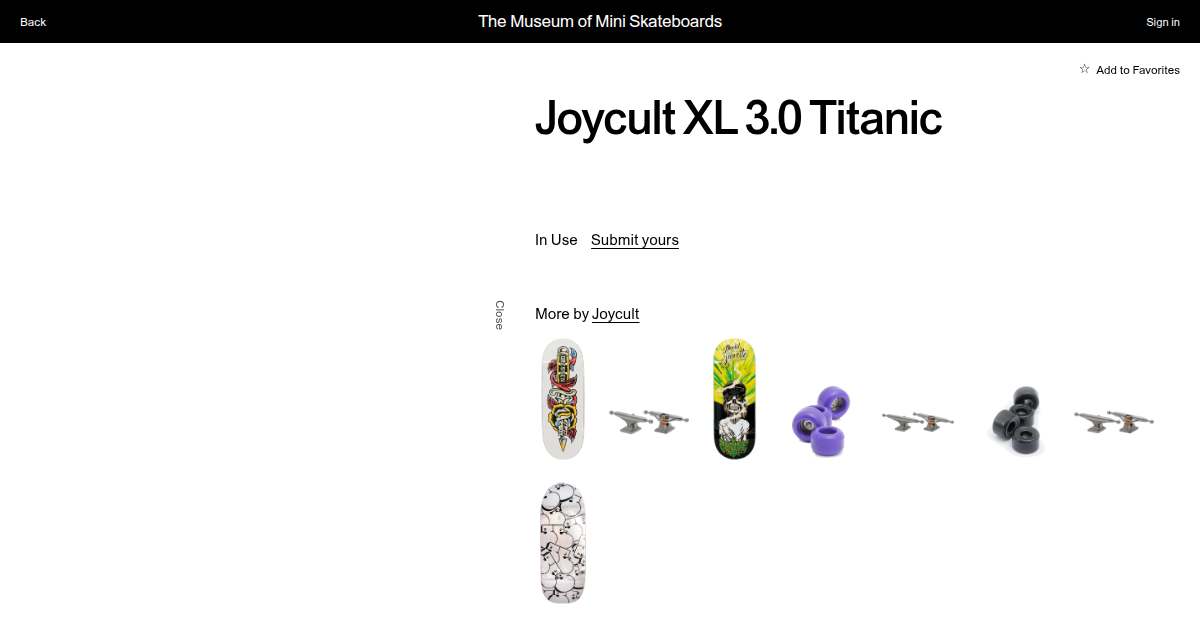 Back
The Museum of Mini Skateboards
Sign in
☆ Add to Favorites
Joycult XL 3.0 Titanic
In Use Submit yours
Close
More by Joycult